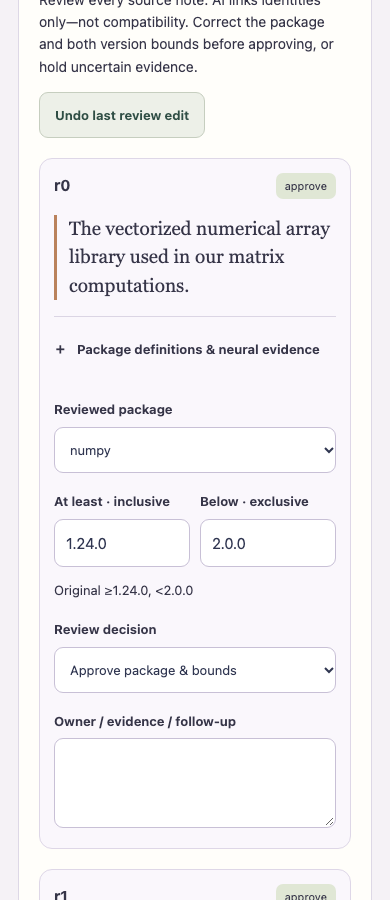 Review every source note. AI links identities
only—not compatibility. Correct the package
and both version bounds before approving, or
hold uncertain evidence.
Undo last review edit
r0
approve
The vectorized numerical array
library used in our matrix
computations.
+ Package definitions & neural evidence
Reviewed package
numpy
At least · inclusive
Below · exclusive
1.24.0
2.0.0
Original ≥1.24.0, <2.0.0
Review decision
Approve package & bounds
Owner / evidence / follow-up
r1
approve